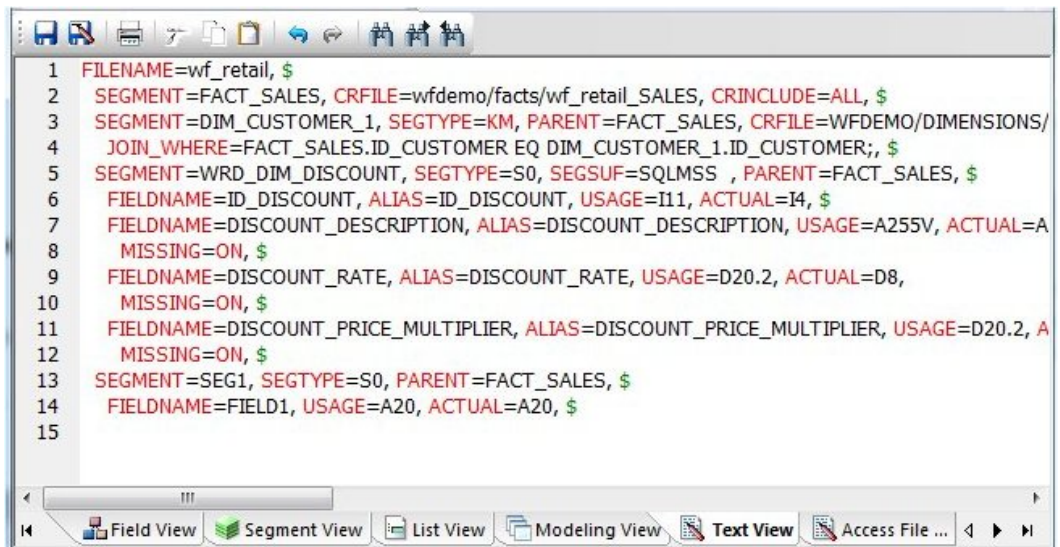 1 FILENAME=wf_retail, $
2 SEGMENT=FACT_SALES, CRFILE=wfdemo/facts/wf_retail_SALES, CRINCLUDE=ALL, $
3 SEGMENT=DIM_CUSTOMER_1, SEGTYPE=KM, PARENT=FACT_SALES, CRFILE=WFDEMO/DIMENSIONS/
4 JOIN_WHERE=FACT_SALES.ID_CUSTOMER EQ DIM_CUSTOMER_1.ID_CUSTOMER;, $
5 SEGMENT=WRD_DIM_DISCOUNT, SEGTYPE=S0, SEGSUF=SQLMSS , PARENT=FACT_SALES, $
6 FIELDNAME=ID_DISCOUNT, ALIAS=ID_DISCOUNT, USAGE=I11, ACTUAL=I4, $
7 FIELDNAME=DISCOUNT_DESCRIPTION, ALIAS=DISCOUNT_DESCRIPTION, USAGE=A255V, ACTUAL=A
8 MISSING=ON, $
9 FIELDNAME=DISCOUNT_RATE, ALIAS=DISCOUNT_RATE, USAGE=D20.2, ACTUAL=D8,
10 MISSING=ON, $
11 FIELDNAME=DISCOUNT_PRICE_MULTIPLIER, ALIAS=DISCOUNT_PRICE_MULTIPLIER, USAGE=D20.2, A
12 MISSING=ON, $
13 SEGMENT=SEG1, SEGTYPE=S0, PARENT=FACT_SALES, $
14 FIELDNAME=FIELD1, USAGE=A20, ACTUAL=A20, $
15
Field View Segment View List View Modeling View Text View Access File ...